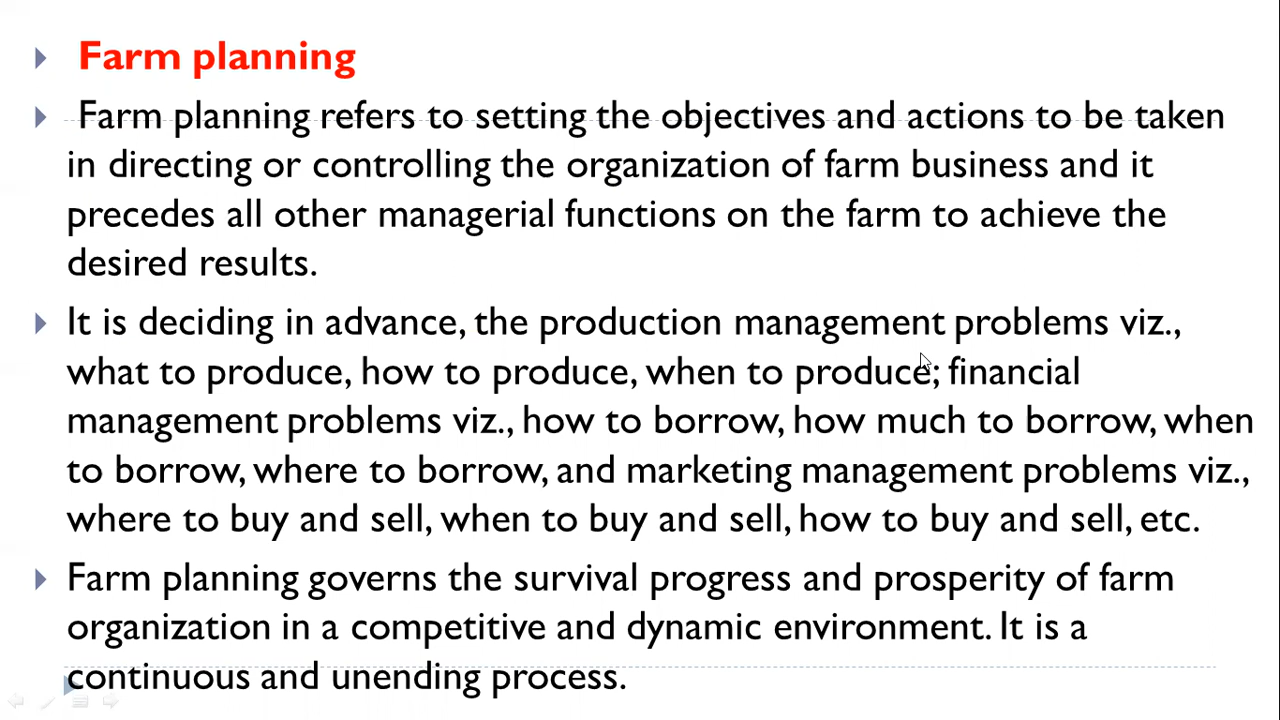 Farm planning
Farm planning refers to setting the objectives and actions to be taken
in directing or controlling the organization of farm business and it
precedes all other managerial functions on the farm to achieve the
desired results.
It is deciding in advance, the production management problems viz.,
what to produce, how to produce, when to produce; financial
management problems viz., how to borrow, how much to borrow, when
to borrow, where to borrow, and marketing management problems viz.,
where to buy and sell, when to buy and sell, how to buy and sell, etc.
Farm planning governs the survival progress and prosperity of farm
organization in a competitive and dynamic environment. It is a
continuous and unending process.